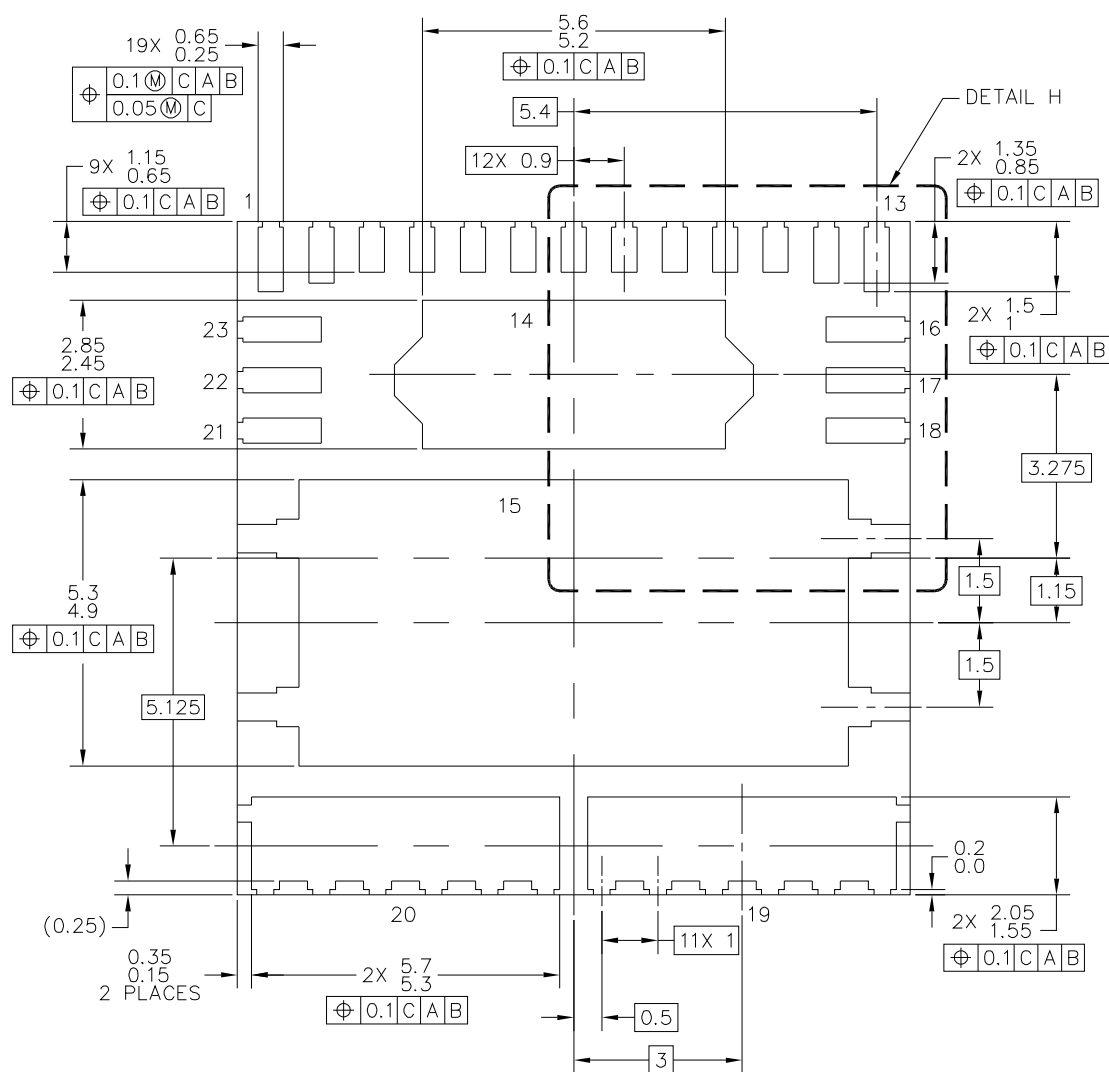 19X 0.65
0.25
⌖ 0.1 Ⓜ C A B
0.05 Ⓜ C
5.6
5.2
⌖ 0.1 C A B
5.4
DETAIL H
12X 0.9
9X 1.15
0.65
⌖ 0.1 C A B
2X 1.35
0.85
⌖ 0.1 C A B
1
13
2X 1.5
1
⌖ 0.1 C A B
14
23
16
22
17
21
18
2.85
2.45
⌖ 0.1 C A B
3.275
15
5.3
4.9
⌖ 0.1 C A B
1.5
1.15
1.5
5.125
0.2
0.0
(0.25)
20
19
2X 2.05
1.55
⌖ 0.1 C A B
11X 1
0.35
0.15
2 PLACES
2X 5.7
5.3
⌖ 0.1 C A B
0.5
3